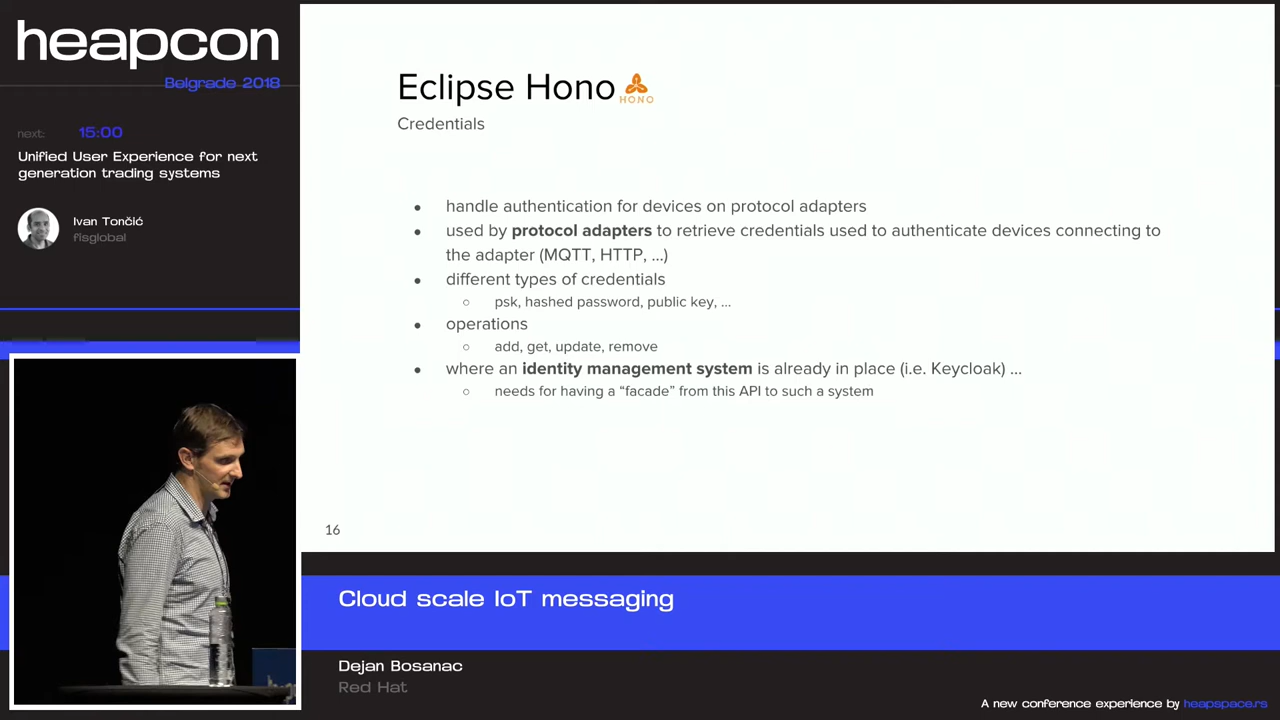 heapcon
Belgrade 2018
next: 15:00
Unified User Experience for next
generation trading systems
Ivan Tončić
fisglobal
Eclipse Hono
HONO
Credentials
● handle authentication for devices on protocol adapters
● used by protocol adapters to retrieve credentials used to authenticate devices connecting to
the adapter (MQTT, HTTP, ...)
● different types of credentials
○ psk, hashed password, public key, ...
● operations
○ add, get, update, remove
● where an identity management system is already in place (i.e. Keycloak) ...
○ needs for having a “facade” from this API to such a system
16
Cloud scale IoT messaging
Dejan Bosanac
Red Hat
A new conference experience by heapspace.rs